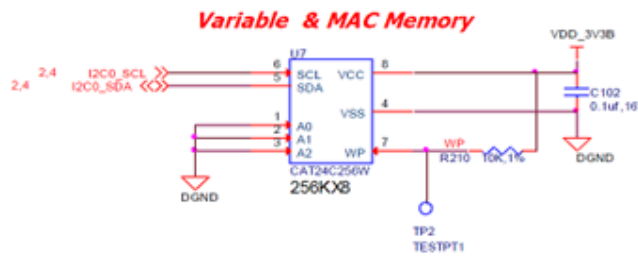 Variable & MAC Memory
VDD_3V3B
U7
2,4 I2C0_SCL 6 SCL VCC 8
2,4 I2C0_SDA 5 SDA
C102
0.1uf,16
VSS 4
1 A0
2 A1
3 A2 WP 7 WP
R210 10K,1%
DGND
CAT24C256W
256KX8
DGND
TP2
TESTPT1